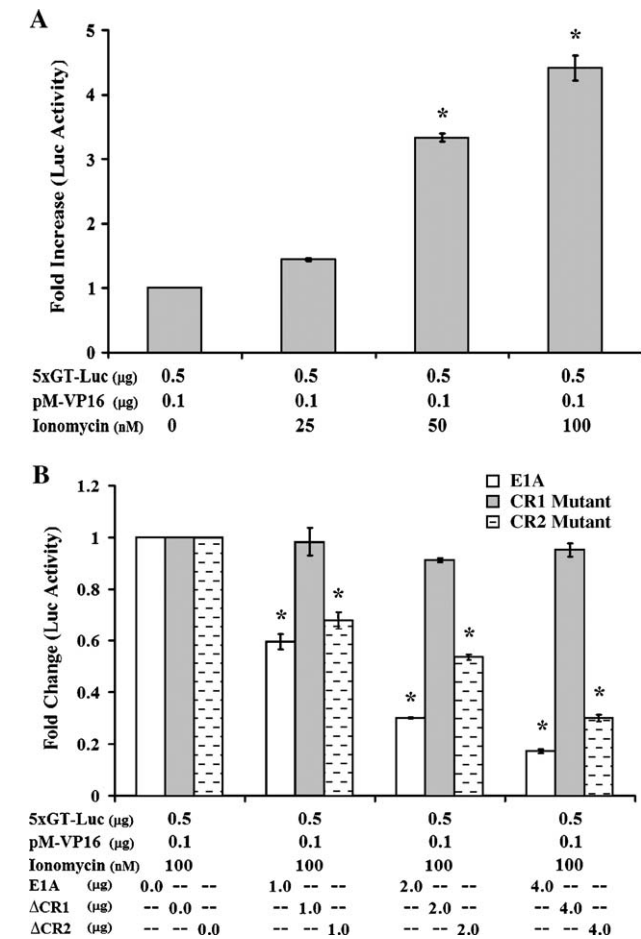 A
Fold Increase (Luc Activity)
5
4
3
2
1
0
*
*
5xGT-Luc (µg) 0.5 0.5 0.5 0.5
pM-VP16 (µg) 0.1 0.1 0.1 0.1
Ionomycin (nM) 0 25 50 100
B
Fold Change (Luc Activity)
E1A
CR1 Mutant
CR2 Mutant
1.2
1
0.8
0.6
0.4
0.2
0
* *
* *
* *
5xGT-Luc (µg) 0.5 0.5 0.5 0.5
pM-VP16 (µg) 0.1 0.1 0.1 0.1
Ionomycin (nM) 100 100 100 100
E1A (µg) 0.0 -- -- 1.0 -- -- 2.0 -- -- 4.0 -- --
ΔCR1 (µg) -- 0.0 -- -- 1.0 -- -- 2.0 -- -- 4.0 --
ΔCR2 (µg) -- -- 0.0 -- -- 1.0 -- -- 2.0 -- -- 4.0